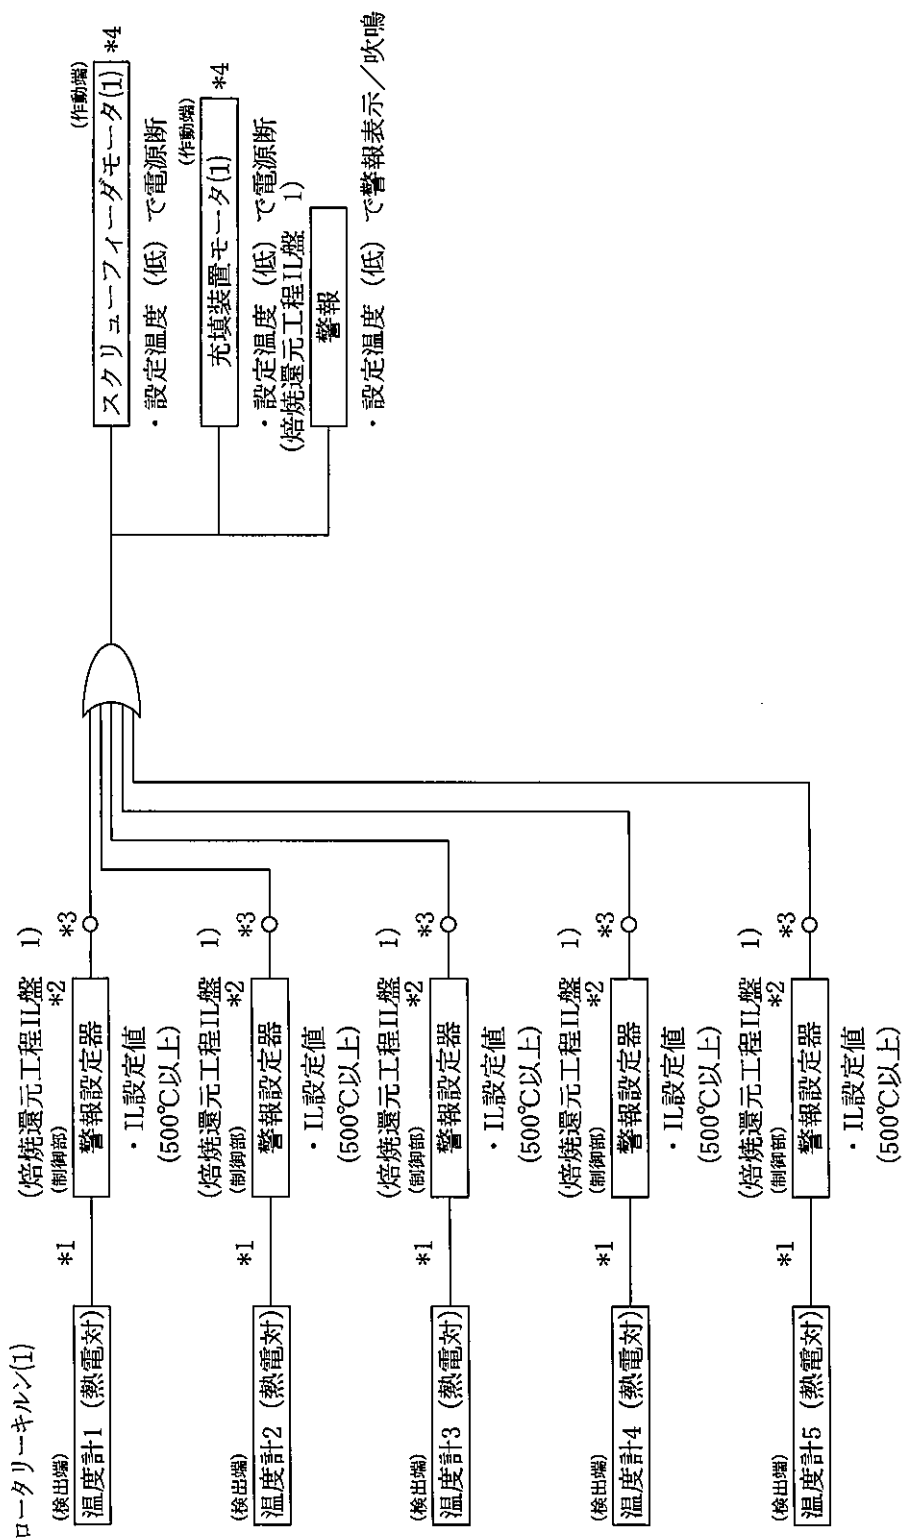 ロータリーキルン(1)
(検出端)
温度計1 (熱電対)
*1
(焙焼還元工程IL盤 1)
(制御部) *2
警報設定器
*3
・IL設定値
(500℃以上)
(検出端)
温度計2 (熱電対)
*1
(焙焼還元工程IL盤 1)
(制御部) *2
警報設定器
*3
・IL設定値
(500℃以上)
(検出端)
温度計3 (熱電対)
*1
(焙焼還元工程IL盤 1)
(制御部) *2
警報設定器
*3
・IL設定値
(500℃以上)
(検出端)
温度計4 (熱電対)
*1
(焙焼還元工程IL盤 1)
(制御部) *2
警報設定器
*3
・IL設定値
(500℃以上)
(検出端)
温度計5 (熱電対)
*1
(焙焼還元工程IL盤 1)
(制御部) *2
警報設定器
*3
・IL設定値
(500℃以上)
(作動端)
スクリューフィーダモータ(1) *4
・設定温度 (低) で電源断
(作動端)
充填装置モータ(1) *4
・設定温度 (低) で電源断
(焙焼還元工程IL盤 1)
警報
・設定温度 (低) で警報表示／吹鳴